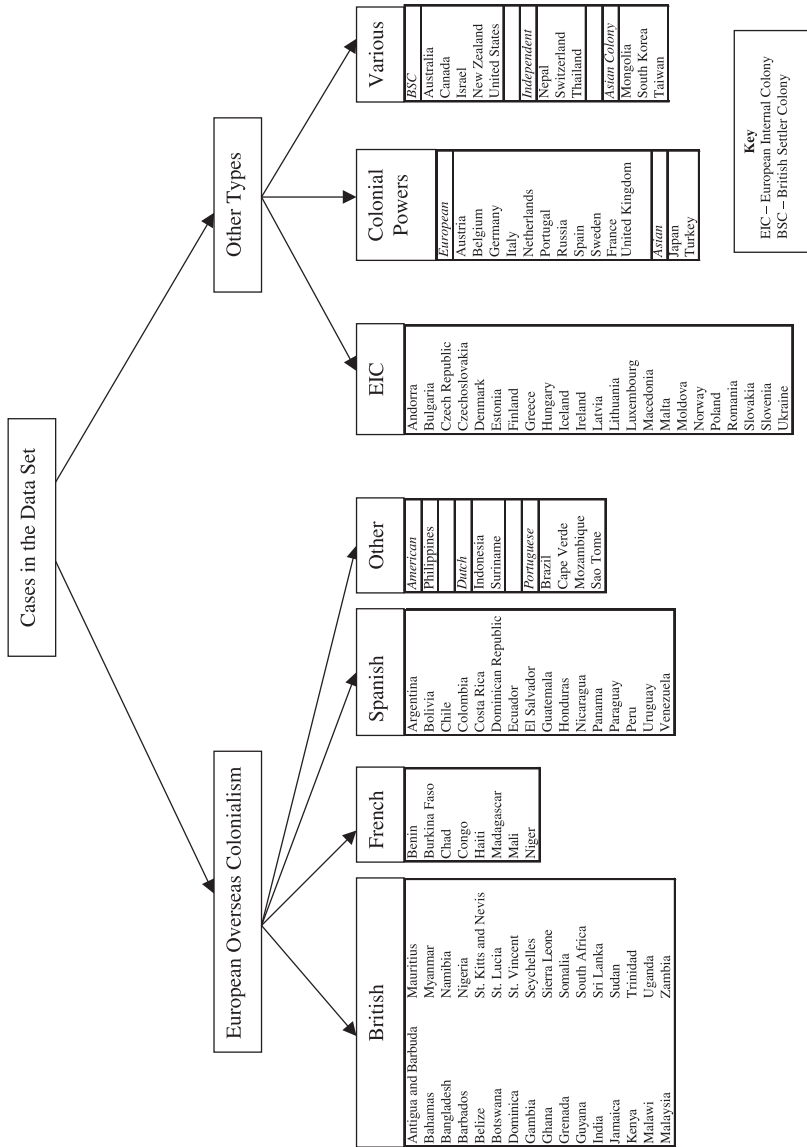 Cases in the Data Set
European Overseas Colonialism
Other Types
British
Antigua and Barbuda
Bahamas
Bangladesh
Barbados
Belize
Botswana
Dominica
Gambia
Ghana
Grenada
Guyana
India
Jamaica
Kenya
Malawi
Malaysia
Mauritius
Myanmar
Namibia
Nigeria
St. Kitts and Nevis
St. Lucia
St. Vincent
Seychelles
Sierra Leone
Somalia
South Africa
Sri Lanka
Sudan
Trinidad
Uganda
Zambia
French
Benin
Burkina Faso
Chad
Congo
Haiti
Madagascar
Mali
Niger
Spanish
Argentina
Bolivia
Chile
Colombia
Costa Rica
Dominican Republic
Ecuador
El Salvador
Guatemala
Honduras
Nicaragua
Panama
Paraguay
Peru
Uruguay
Venezuela
Other
American
Philippines
Dutch
Indonesia
Suriname
Portuguese
Brazil
Cape Verde
Mozambique
Sao Tome
EIC
Andorra
Bulgaria
Czech Republic
Czechoslovakia
Denmark
Estonia
Finland
Greece
Hungary
Iceland
Ireland
Latvia
Lithuania
Luxembourg
Macedonia
Malta
Moldova
Norway
Poland
Romania
Slovakia
Slovenia
Ukraine
Colonial
Powers
European
Austria
Belgium
Germany
Italy
Netherlands
Portugal
Russia
Spain
Sweden
France
United Kingdom
Asian
Japan
Turkey
Various
BSC
Australia
Canada
Israel
New Zealand
United States
Independent
Nepal
Switzerland
Thailand
Asian Colony
Mongolia
South Korea
Taiwan
Key
EIC – European Internal Colony
BSC – British Settler Colony